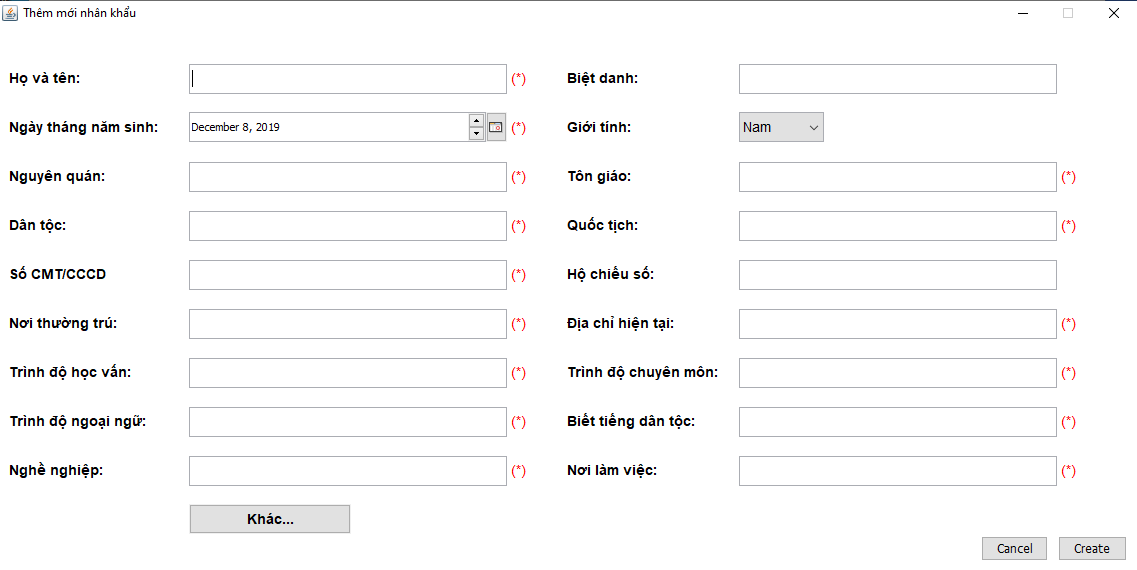 Thêm mới nhân khẩu
Họ và tên: (*) Biệt danh:
Ngày tháng năm sinh: December 8, 2019 (*) Giới tính: Nam
Nguyên quán: (*) Tôn giáo: (*)
Dân tộc: (*) Quốc tịch: (*)
Số CMT/CCCD (*) Hộ chiếu số:
Nơi thường trú: (*) Địa chỉ hiện tại: (*)
Trình độ học vấn: (*) Trình độ chuyên môn: (*)
Trình độ ngoại ngữ: (*) Biết tiếng dân tộc: (*)
Nghề nghiệp: (*) Nơi làm việc: (*)
Khác...
Cancel Create